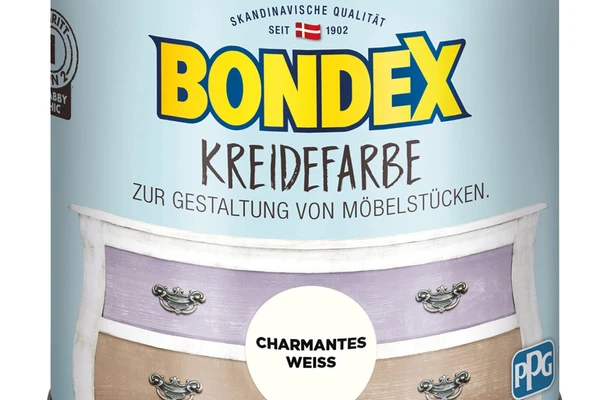 SKANDINAVISCHE QUALITÄT
SEIT 1902
BONDEX
KREIDEFARBE
ZUR GESTALTUNG VON MÖBELSTÜCKEN.
CHARMANTES
WEISS
PPG